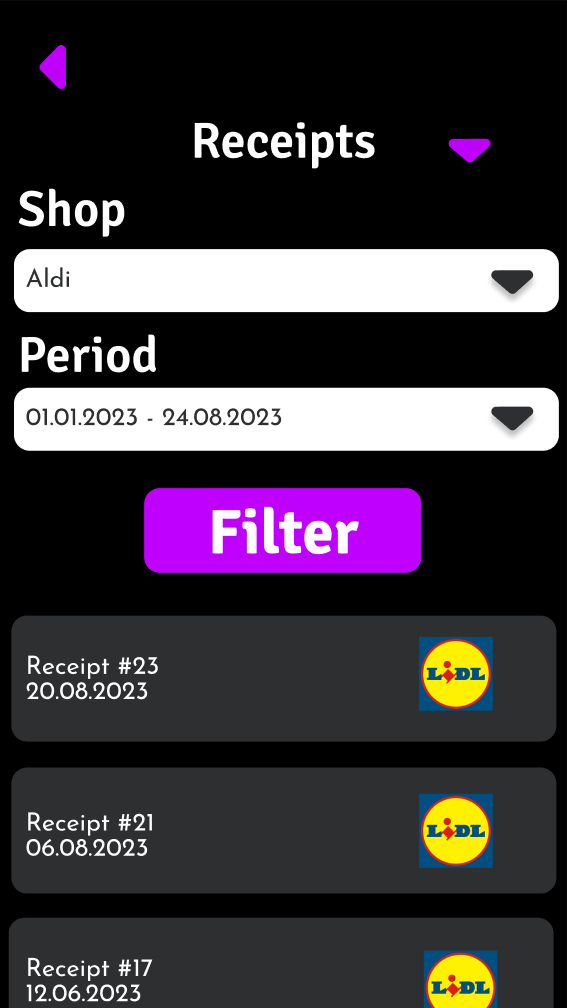 Receipts
Shop
Aldi
Period
01.01.2023 - 24.08.2023
Filter
Receipt #23
20.08.2023
LiDL
Receipt #21
06.08.2023
LiDL
Receipt #17
12.06.2023
LiDL